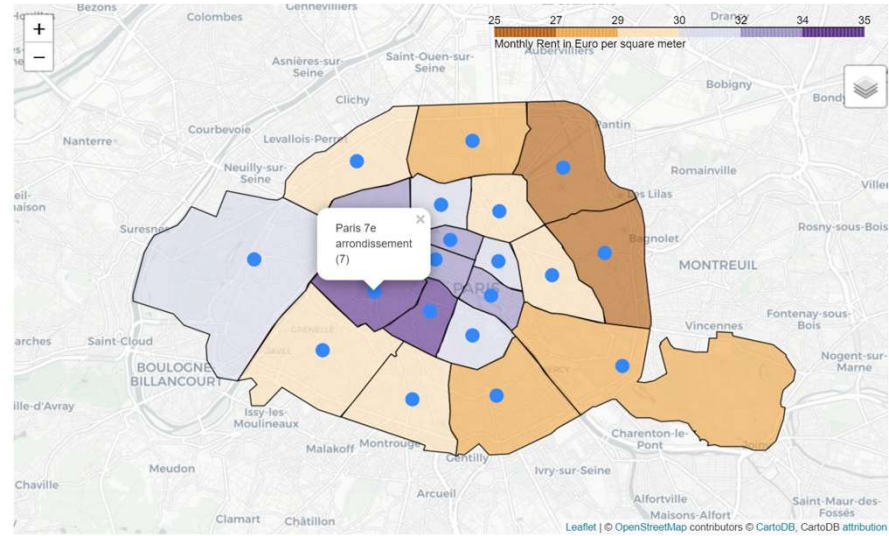 Bezons
Colombes
Gennevilliers
Drancy
+
−
25 27 29 30 32 34 35
Monthly Rent in Euro per square meter
Aubervilliers
Asnières-sur-
Seine
Saint-Ouen-sur-
Seine
Bobigny
Clichy
Nanterre
Courbevoie
Levallois-Perret
Pantin
Neuilly-sur-
Seine
Romainville
Les Lilas
Suresnes
Bagnolet
Rosny-sous-Bois
Paris 7e
arrondissement
(7)
×
MONTREUIL
PARIS
GRENELLE
Fontenay-sous-
Bois
Vincennes
Saint-Cloud
BOULOGNE
BILLANCOURT
Nogent-sur-
Marne
Issy-les-
Moulineaux
Malakoff
Montrouge
Gentilly
Charenton-le-
Pont
Meudon
Ivry-sur-Seine
Chaville
Arcueil
Alfortville
Saint-Maur-des-
Fossés
Clamart
Châtillon
Maisons-Alfort
Leaflet | © OpenStreetMap contributors © CartoDB, CartoDB attribution